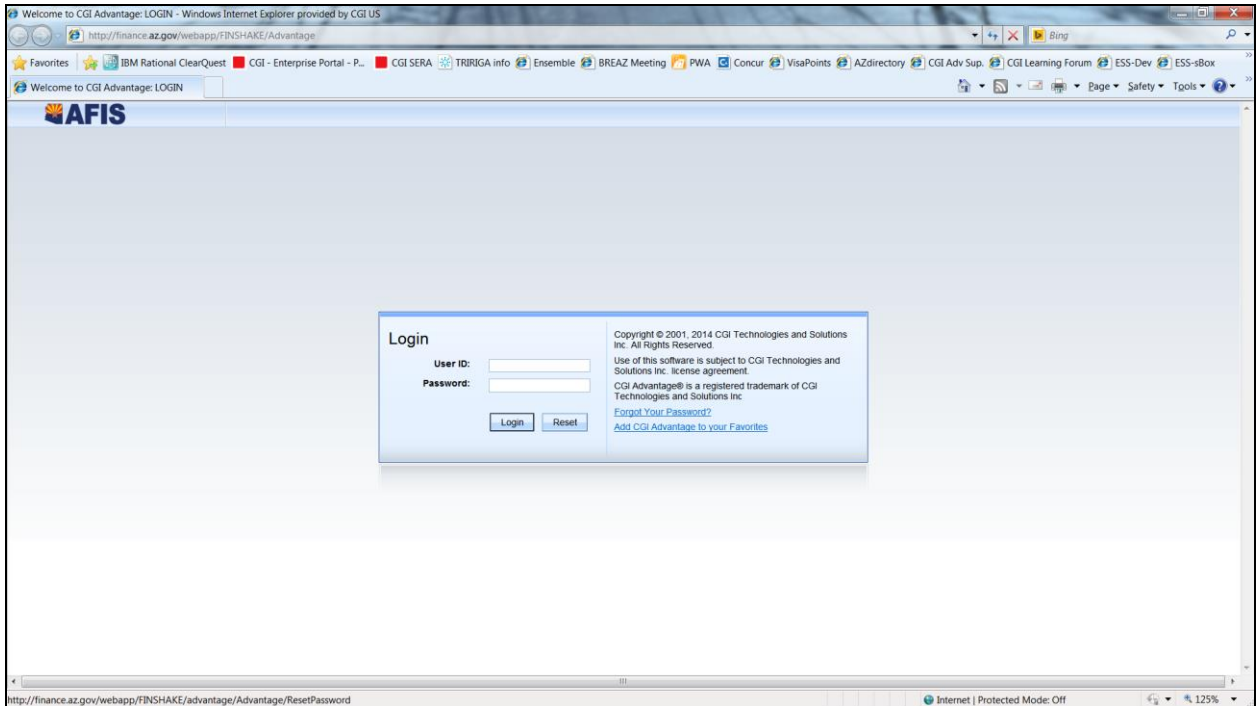 Welcome to CGI Advantage: LOGIN - Windows Internet Explorer provided by CGI US
http://finance.az.gov/webapp/FINSHAKE/Advantage
Bing
Favorites IBM Rational ClearQuest CGI - Enterprise Portal - P... CGI SERA TRIRIGA info Ensemble BREAZ Meeting PWA Concur VisaPoints AZdirectory CGI Adv Sup. CGI Learning Forum ESS-Dev ESS-sBox
Welcome to CGI Advantage: LOGIN
Page Safety Tools
AFIS
Login
User ID:
Password:
Login Reset
Copyright © 2001, 2014 CGI Technologies and Solutions
Inc. All Rights Reserved.
Use of this software is subject to CGI Technologies and
Solutions Inc. license agreement.
CGI Advantage® is a registered trademark of CGI
Technologies and Solutions Inc
Forgot Your Password?
Add CGI Advantage to your Favorites
http://finance.az.gov/webapp/FINSHAKE/advantage/Advantage/ResetPassword
Internet | Protected Mode: Off
125%